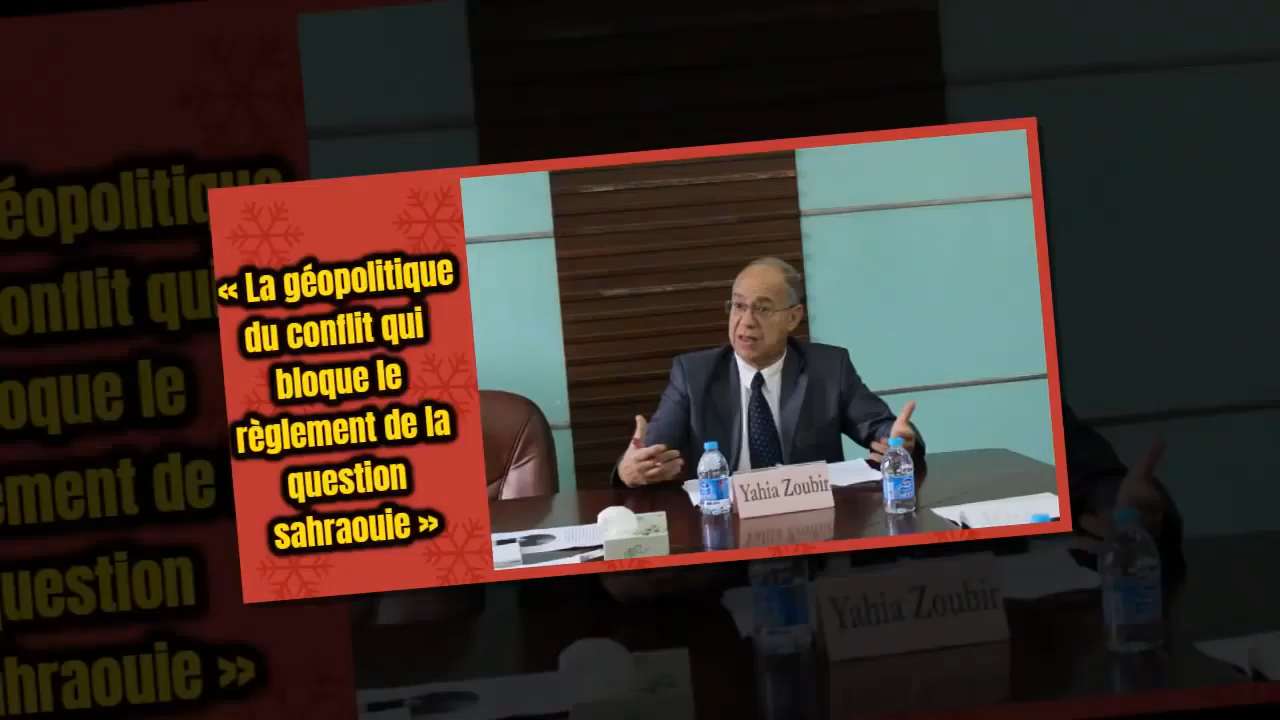 « La géopolitique
du conflit qui
bloque le
règlement de la
question
sahraouie »
Yahia Zoubir